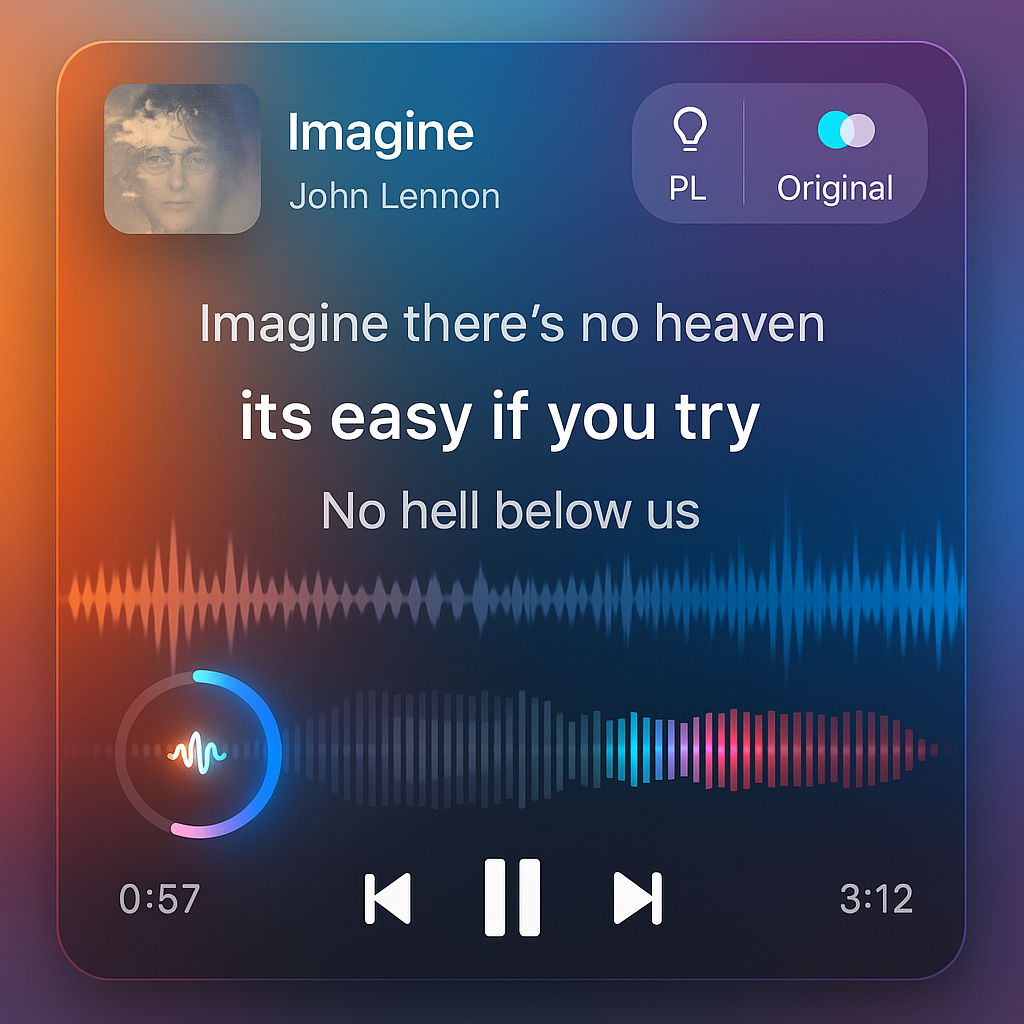 Imagine
John Lennon
PL
Original
Imagine there’s no heaven
its easy if you try
No hell below us
0:57
3:12